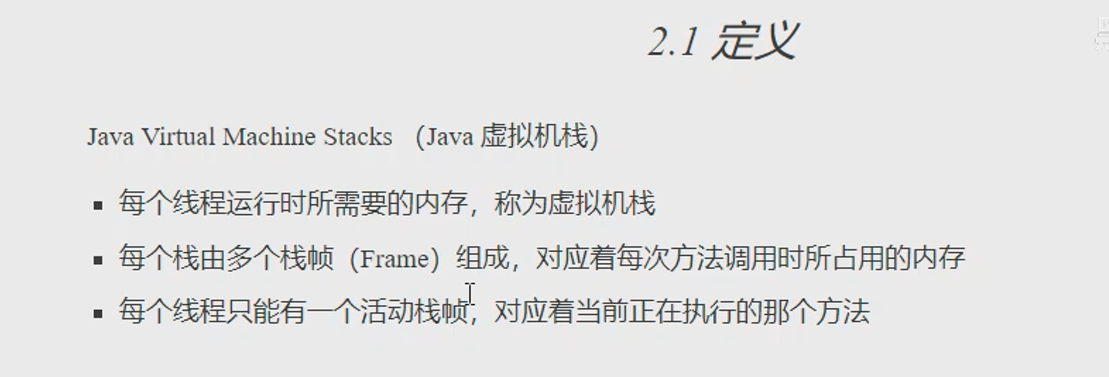 2.1 定义
Java Virtual Machine Stacks （Java 虚拟机栈）
▪ 每个线程运行时所需要的内存，称为虚拟机栈
▪ 每个栈由多个栈帧（Frame）组成，对应着每次方法调用时所占用的内存
▪ 每个线程只能有一个活动栈帧，对应着当前正在执行的那个方法